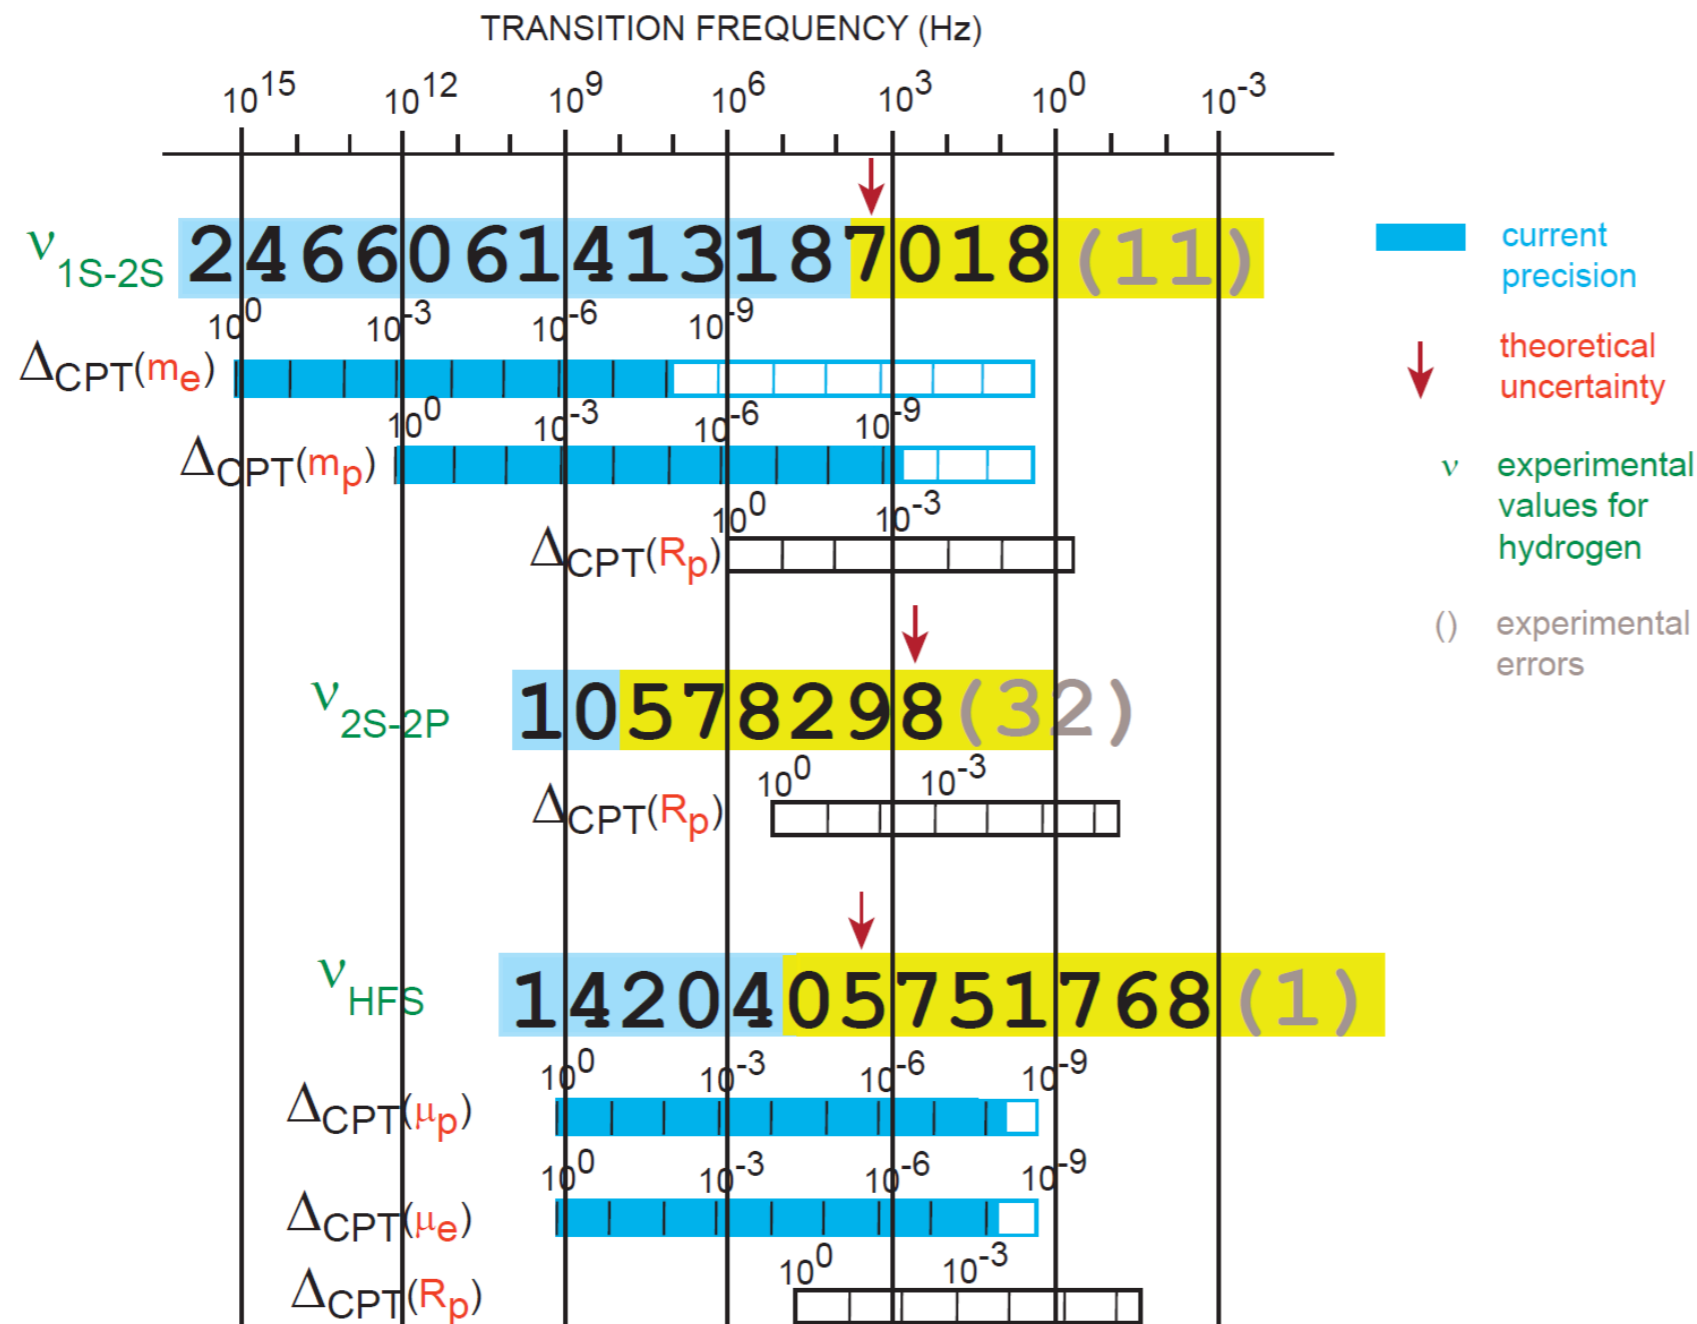 TRANSITION FREQUENCY (Hz)
10^15 10^12 10^9 10^6 10^3 10^0 10^-3
ν1S-2S 2466061413187018 (11)
10^0 10^-3 10^-6 10^-9
ΔCPT(me)
10^0 10^-3 10^-6 10^-9
ΔCPT(mp)
10^0 10^-3
ΔCPT(Rp)
ν2S-2P 10578298(32)
10^0 10^-3
ΔCPT(Rp)
νHFS 1420405751768(1)
10^0 10^-3 10^-6 10^-9
ΔCPT(μp)
10^0 10^-3 10^-6 10^-9
ΔCPT(μe)
10^0 10^-3
ΔCPT(Rp)
current
precision
theoretical
uncertainty
ν experimental
values for
hydrogen
() experimental
errors